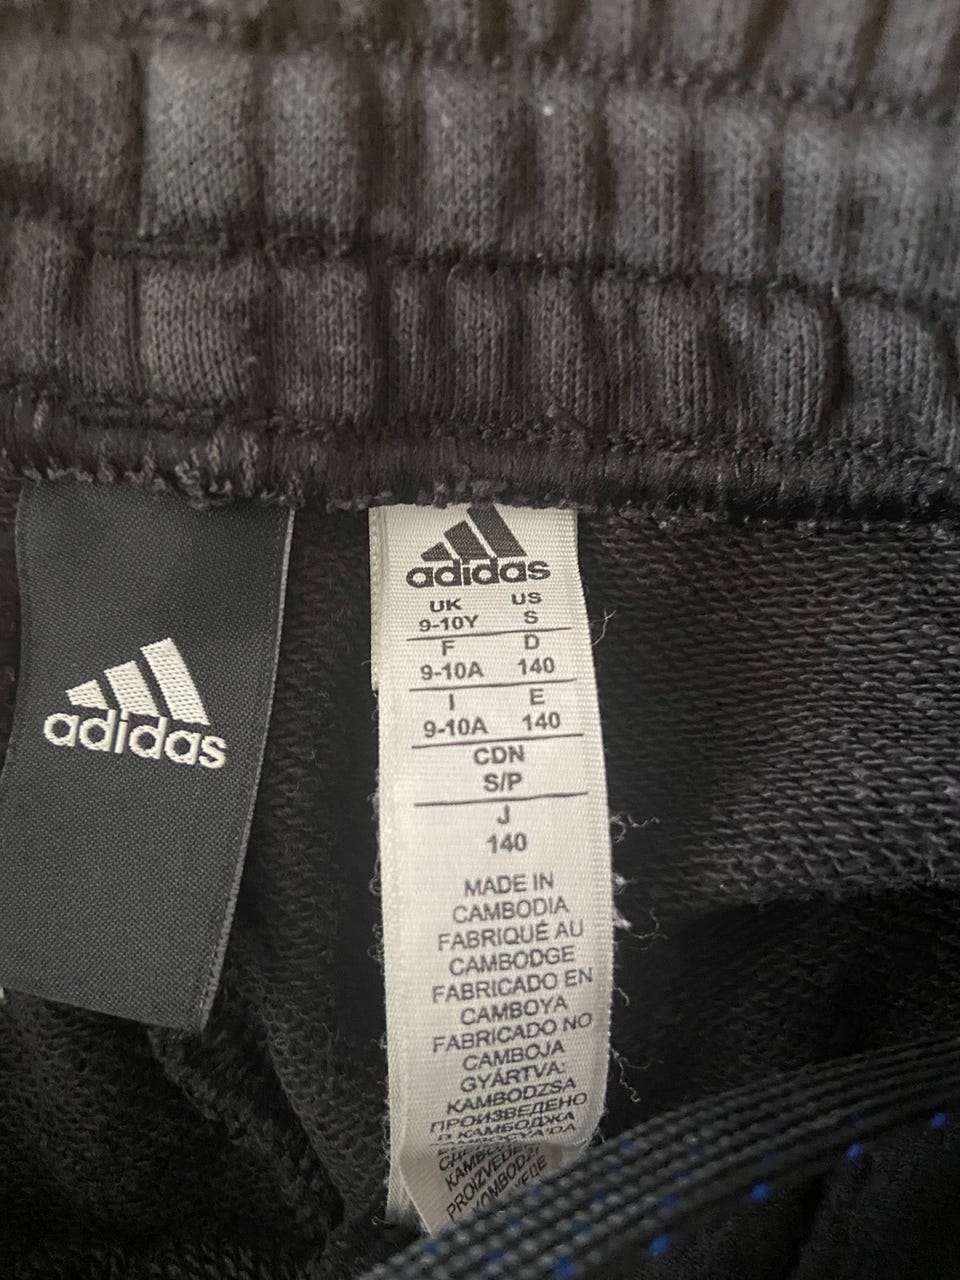 adidas
adidas
UK US
9-10Y S
F D
9-10A 140
I E
9-10A 140
CDN
S/P
J
140
MADE IN
CAMBODIA
FABRIQUÉ AU
CAMBODGE
FABRICADO EN
CAMBOYA
FABRICADO NO
CAMBOJA
GYÁRTVA:
KAMBODZSA
ПРОИЗВЕДЕНО
В КАМБОДЖА